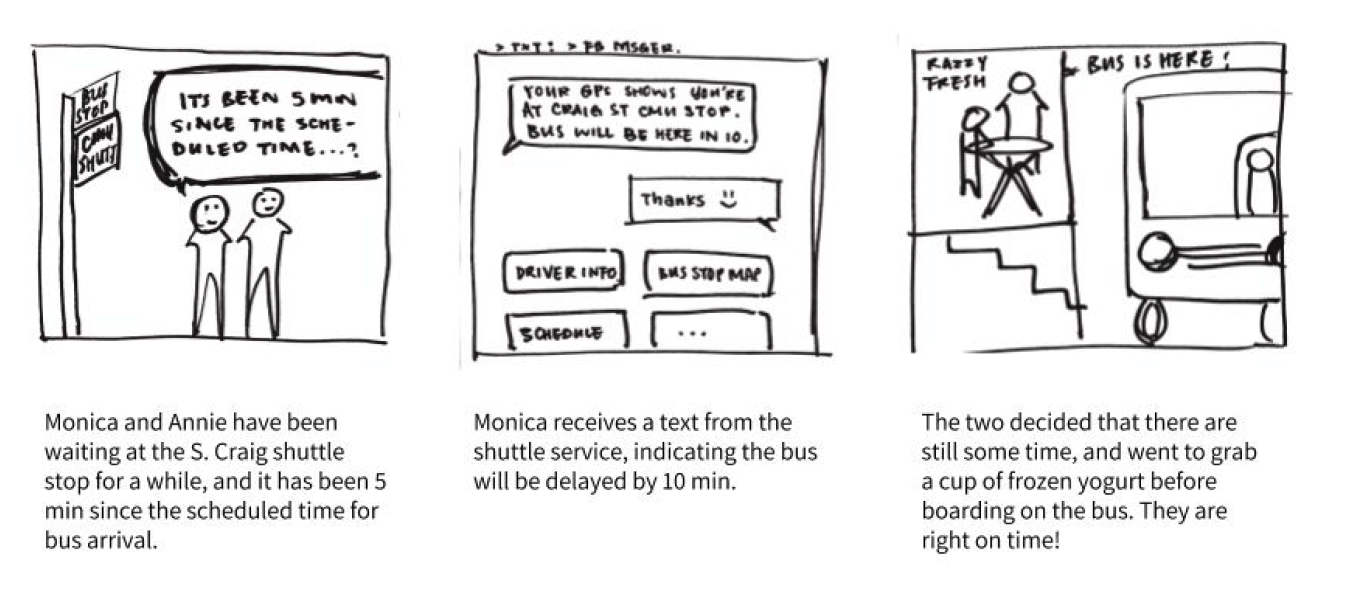 BUS
STOP
CMU
SHUTT
ITS BEEN 5 MIN
SINCE THE SCHE-
DULED TIME...?
> TXT: > FB MSGER.
YOUR GPS SHOWS YOU'RE
AT CRAIG ST CMU STOP.
BUS WILL BE HERE IN 10.
Thanks
DRIVER INFO
BUS STOP MAP
SCHEDULE
...
RAZZY
FRESH
BUS IS HERE!
Monica and Annie have been
waiting at the S. Craig shuttle
stop for a while, and it has been 5
min since the scheduled time for
bus arrival.
Monica receives a text from the
shuttle service, indicating the bus
will be delayed by 10 min.
The two decided that there are
still some time, and went to grab
a cup of frozen yogurt before
boarding on the bus. They are
right on time!